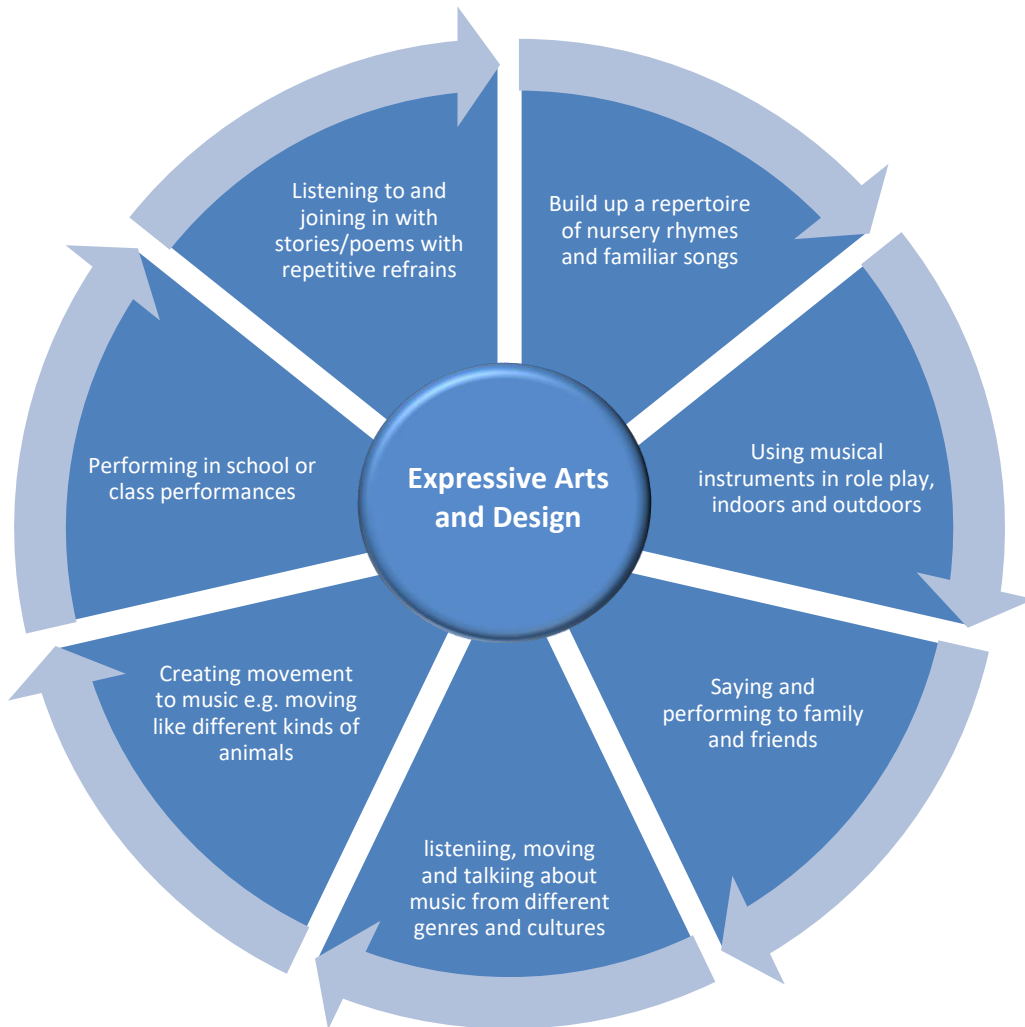 Build up a repertoire
of nursery rhymes
and familiar songs
Using musical
instruments in role play,
indoors and outdoors
Saying and
performing to family
and friends
listeniing, moving
and talkiing about
music from different
genres and cultures
Creating movement
to music e.g. moving
like different kinds of
animals
Performing in school or
class performances
Listening to and
joining in with
stories/poems with
repetitive refrains
Expressive Arts
and Design